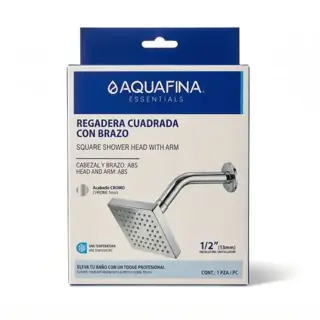 AQUAFINA
ESSENTIALS
REGADERA CUADRADA
CON BRAZO
SQUARE SHOWER HEAD WITH ARM
CABEZAL Y BRAZO: ABS
HEAD AND ARM: ABS
Acabado CROMO
CHROME finish
1/2" (13mm)
ELEVA TU BAÑO CON UN TOQUE PROFESIONAL.
CONT.: 1 PZA / PC